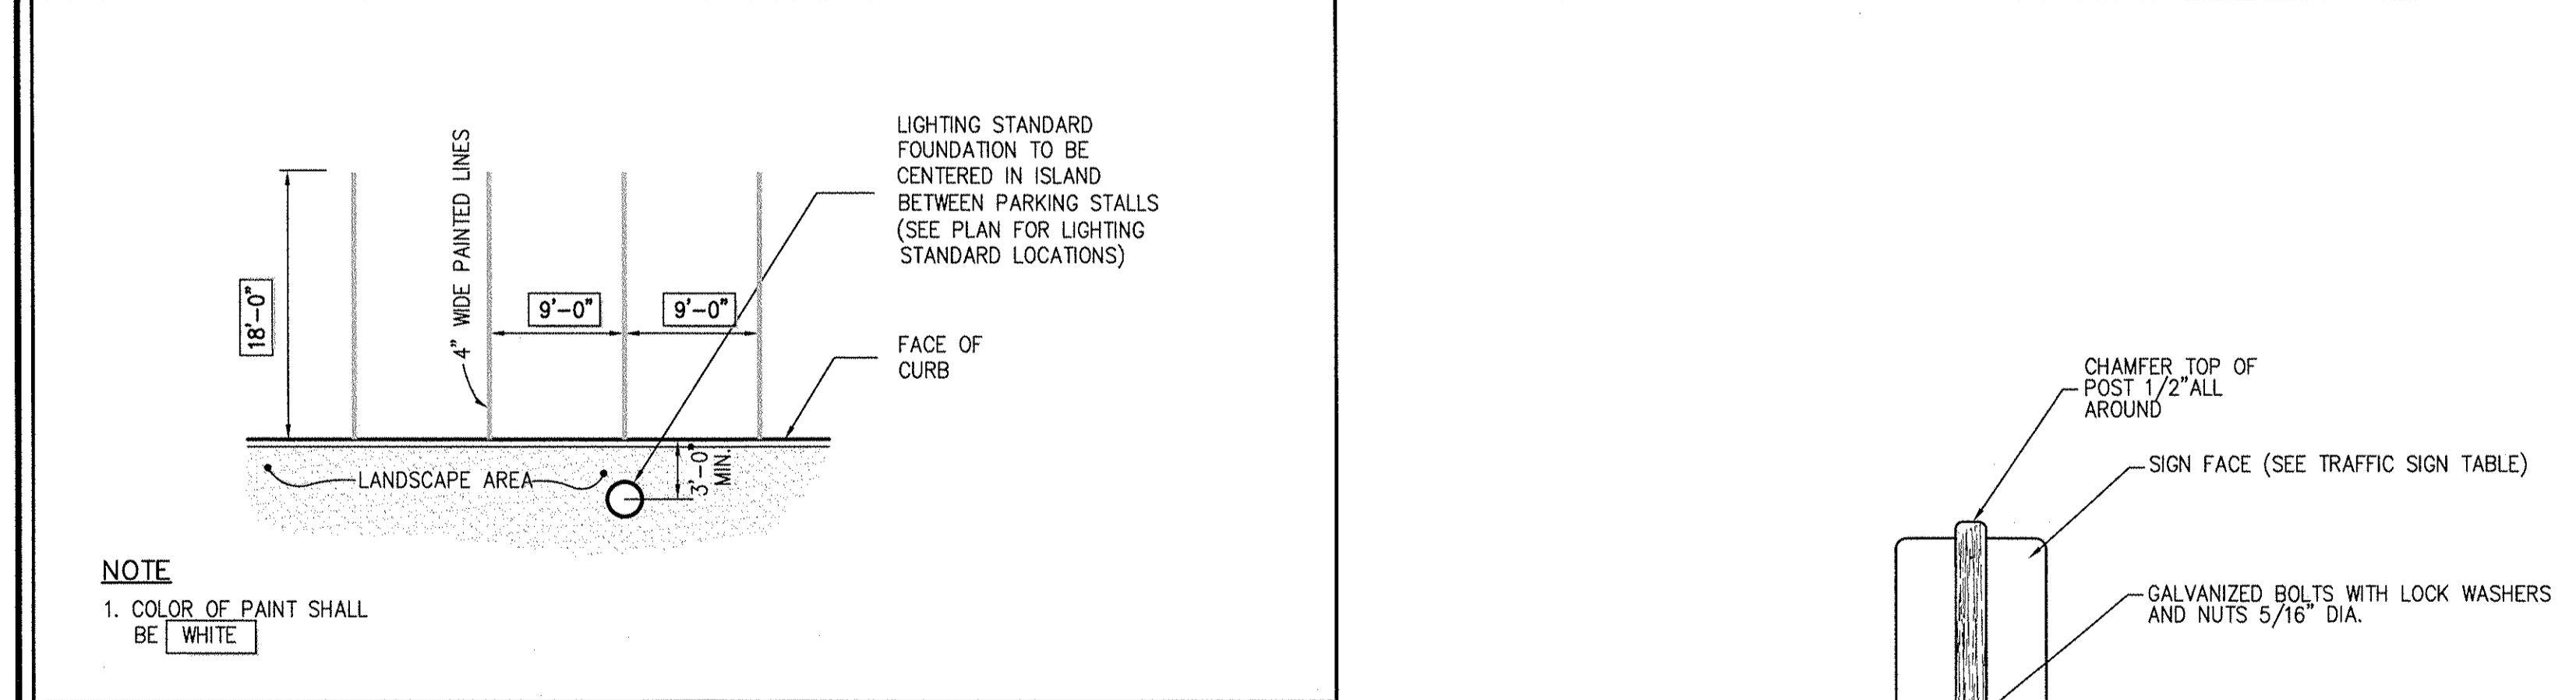 4" WIDE PAINTED LINES
LIGHTING STANDARD
FOUNDATION TO BE
CENTERED IN ISLAND
BETWEEN PARKING STALLS
(SEE PLAN FOR LIGHTING
STANDARD LOCATIONS)
18'-0"
9'-0"
9'-0"
FACE OF
CURB
LANDSCAPE AREA
3'-0"
MIN.
NOTE
1. COLOR OF PAINT SHALL
BE WHITE
CHAMFER TOP OF
POST 1/2"ALL
AROUND
SIGN FACE (SEE TRAFFIC SIGN TABLE)
GALVANIZED BOLTS WITH LOCK WASHERS
AND NUTS 5/16" DIA.